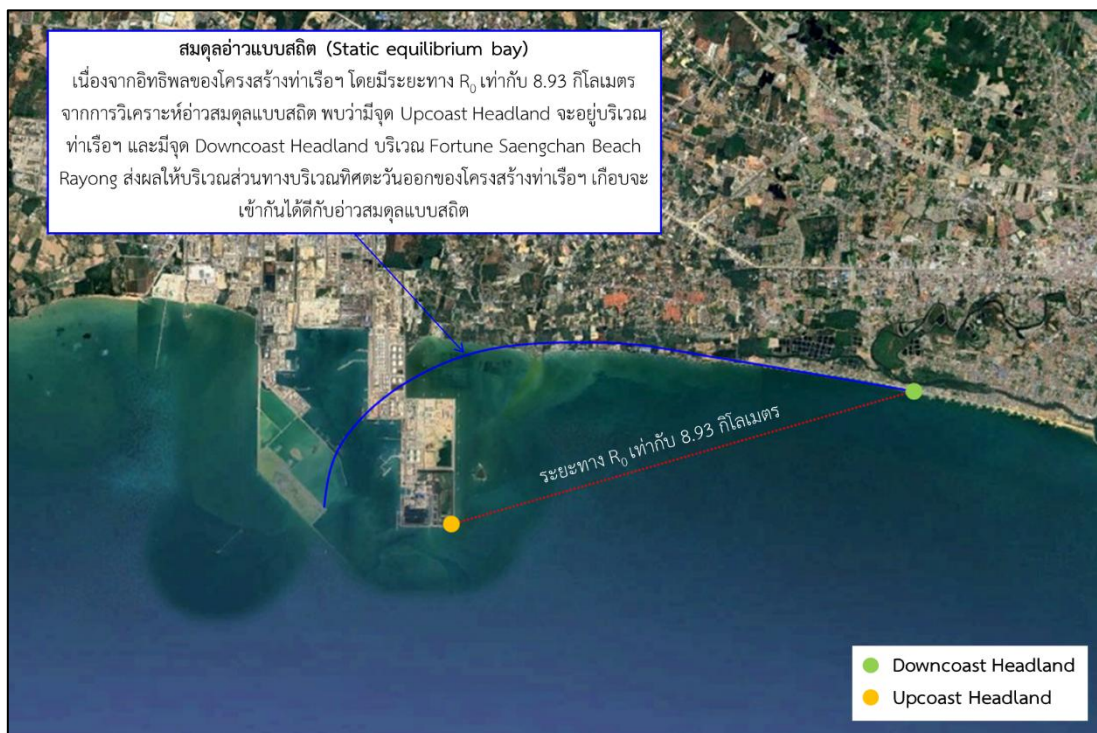 สมดุลอ่าวแบบสถิต (Static equilibrium bay)
เนื่องจากอิทธิพลของโครงสร้างท่าเรือฯ โดยมีระยะทาง R₀ เท่ากับ 8.93 กิโลเมตร
จากการวิเคราะห์อ่าวสมดุลแบบสถิต พบว่ามีจุด Upcoast Headland จะอยู่บริเวณ
ท่าเรือฯ และมีจุด Downcoast Headland บริเวณ Fortune Saengchan Beach
Rayong ส่งผลให้บริเวณส่วนทางบริเวณทิศตะวันออกของโครงสร้างท่าเรือฯ เกือบจะ
เข้ากันได้ดีกับอ่าวสมดุลแบบสถิต
ระยะทาง R₀ เท่ากับ 8.93 กิโลเมตร
Downcoast Headland
Upcoast Headland